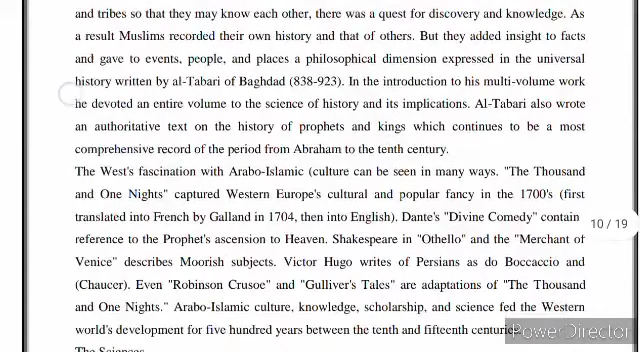 and tribes so that they may know each other, there was a quest for discovery and knowledge. As
a result Muslims recorded their own history and that of others. But they added insight to facts
and gave to events, people, and places a philosophical dimension expressed in the universal
history written by al-Tabari of Baghdad (838-923). In the introduction to his multi-volume work
he devoted an entire volume to the science of history and its implications. Al-Tabari also wrote
an authoritative text on the history of prophets and kings which continues to be a most
comprehensive record of the period from Abraham to the tenth century.
The West's fascination with Arabo-Islamic (culture can be seen in many ways. "The Thousand
and One Nights" captured Western Europe's cultural and popular fancy in the 1700's (first
translated into French by Galland in 1704, then into English). Dante's "Divine Comedy" contain
10 / 19
reference to the Prophet's ascension to Heaven. Shakespeare in "Othello" and the "Merchant of
Venice" describes Moorish subjects. Victor Hugo writes of Persians as do Boccaccio and
(Chaucer). Even "Robinson Crusoe" and "Gulliver's Tales" are adaptations of "The Thousand
and One Nights." Arabo-Islamic culture, knowledge, scholarship, and science fed the Western
world's development for five hundred years between the tenth and fifteenth centuri
PowerDirector
The Sciences